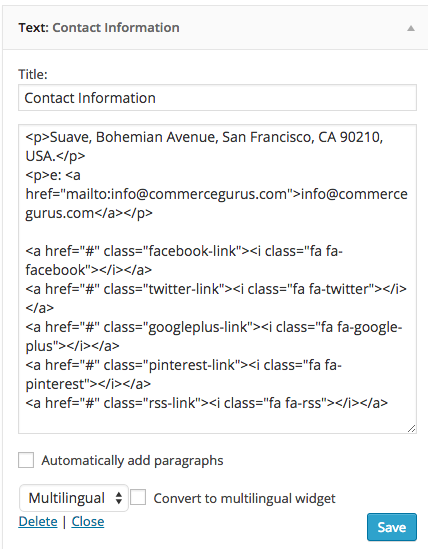 Text: Contact Information
Title:
Contact Information
<p>Suave, Bohemian Avenue, San Francisco, CA 90210,
USA.</p>
<p>e: <a
href="mailto:info@commercegurus.com">info@commerce
gurus.com</a></p>
<a href="#" class="facebook-link"><i class="fa fa-
facebook"></i></a>
<a href="#" class="twitter-link"><i class="fa fa-twitter"></i>
</a>
<a href="#" class="googleplus-link"><i class="fa fa-google-
plus"></i></a>
<a href="#" class="pinterest-link"><i class="fa fa-
pinterest"></i></a>
<a href="#" class="rss-link"><i class="fa fa-rss"></i></a>
Automatically add paragraphs
Multilingual Convert to multilingual widget
Delete | Close Save